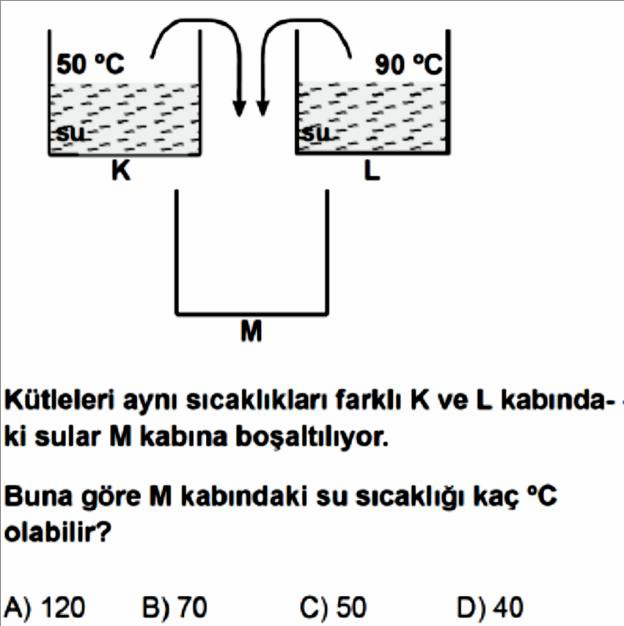 50 ºC
90 ºC
su
su
K
L
M
Kütleleri aynı sıcaklıkları farklı K ve L kabında-
ki sular M kabına boşaltılıyor.
Buna göre M kabındaki su sıcaklığı kaç ºC
olabilir?
A) 120 B) 70 C) 50 D) 40